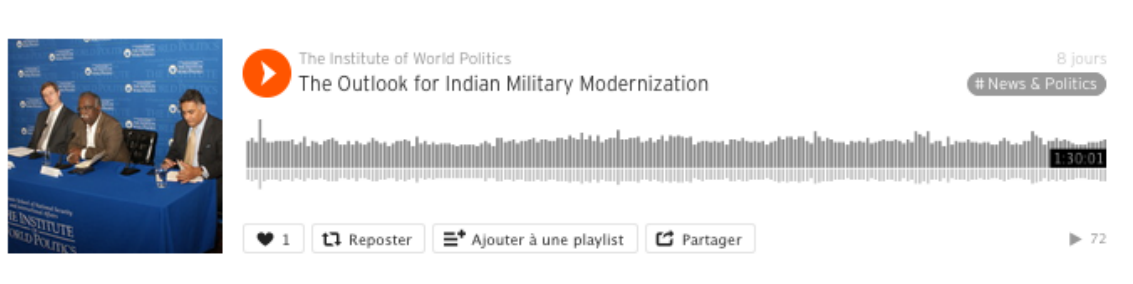 The Institute of World Politics
8 jours
The Outlook for Indian Military Modernization
# News & Politics
1:30:01
THE INSTITUTE
WORLD POLITICS
1
Reposter
Ajouter à une playlist
Partager
72